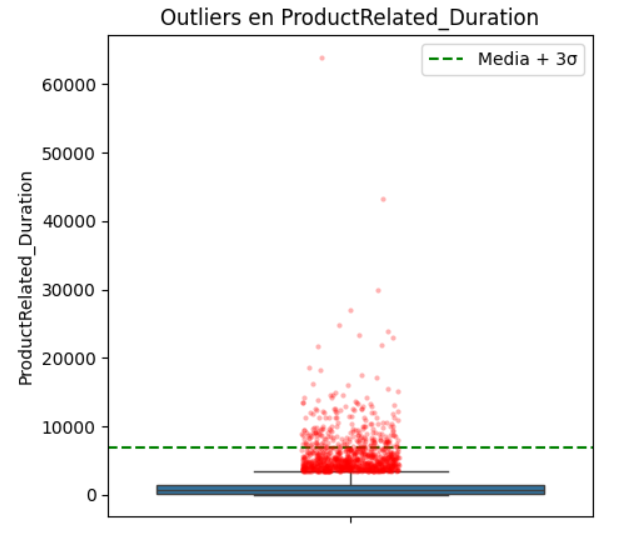 Outliers en ProductRelated_Duration
Media + 3σ
ProductRelated_Duration
60000
50000
40000
30000
20000
10000
0